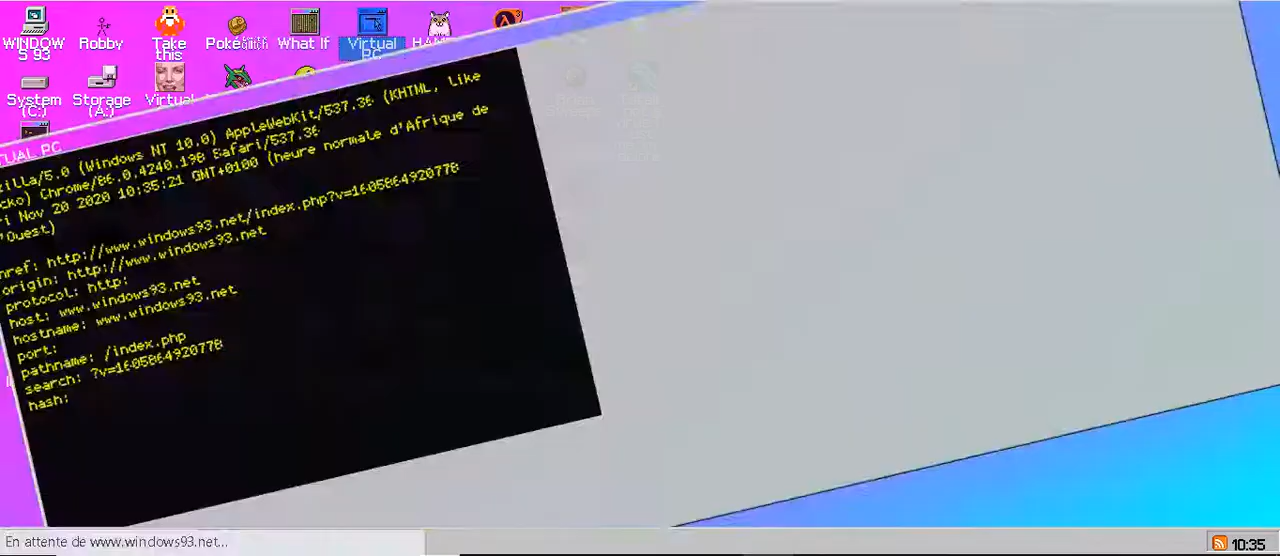 WINDOW
S 93
Robby
Take
this
Pokéglitch
What If
Virtual
PC
System
(C:)
Storage
(A:)
Virtual
TUAL PC
zilla/5.0 (Windows NT 10.0) AppleWebKit/537.36 (KHTML, like
cko) Chrome/86.0.4240.198 Safari/537.36
ri Nov 20 2020 10:35:21 GMT+0100 (heure normale d'Afrique de
'Ouest)
href: http://www.windows93.net/index.php?v=1605864920778
origin: http://www.windows93.net
protocol: http:
host: www.windows93.net
hostname: www.windows93.net
port:
pathname: /index.php
search: ?v=1605864920778
hash:
En attente de www.windows93.net...
10:35